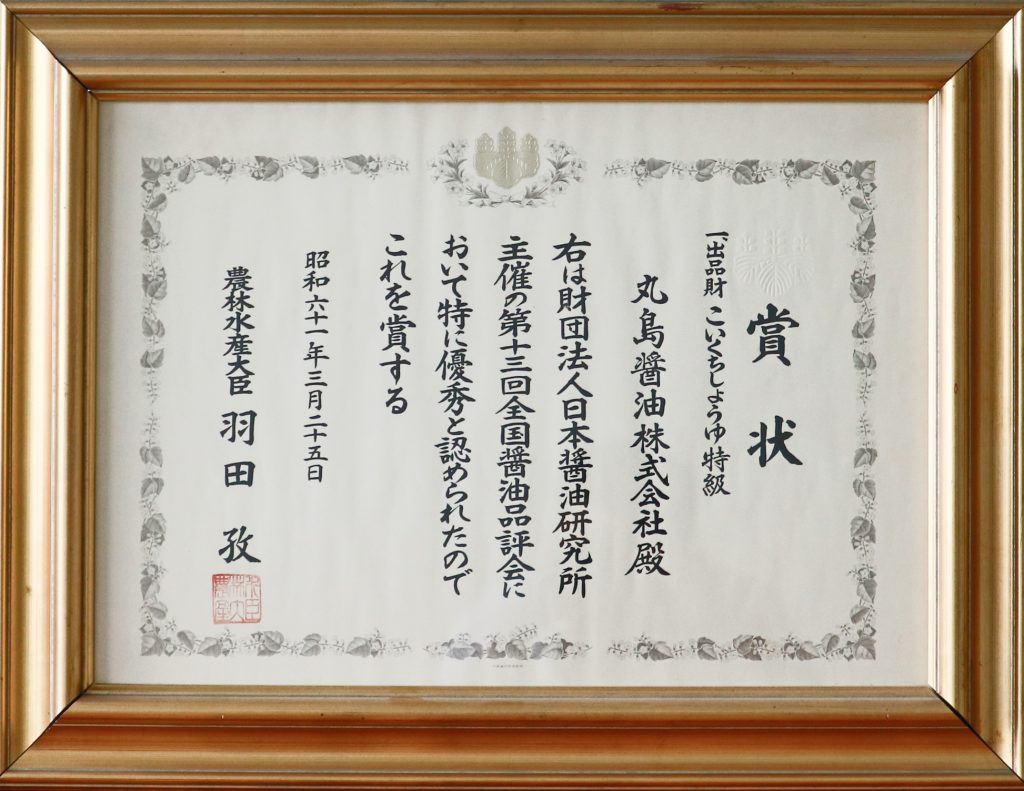 賞状
一、出品財 こいくちしょうゆ特級
丸島醤油株式会社殿
右は財団法人日本醤油研究所
主催の第十三回全国醤油品評会に
おいて特に優秀と認められたので
これを賞する
昭和六十一年三月二十五日
農林水産大臣 羽田 孜